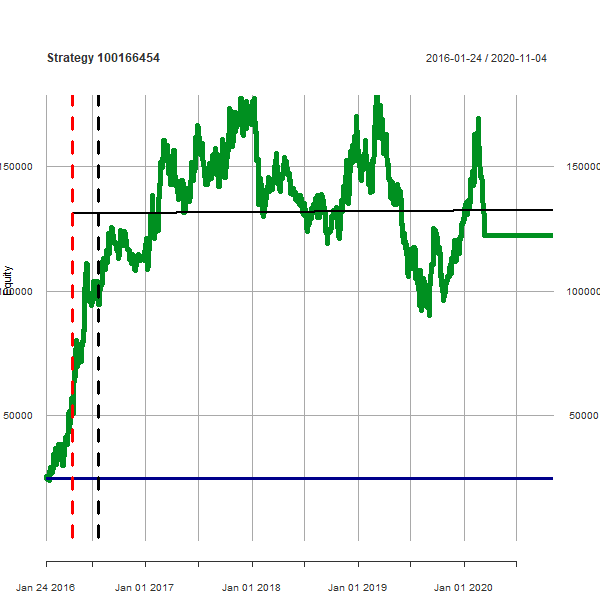 Strategy 100166454
2016-01-24 / 2020-11-04
150000
150000
equity
100000
100000
50000
50000
Jan 24 2016
Jan 01 2017
Jan 01 2018
Jan 01 2019
Jan 01 2020